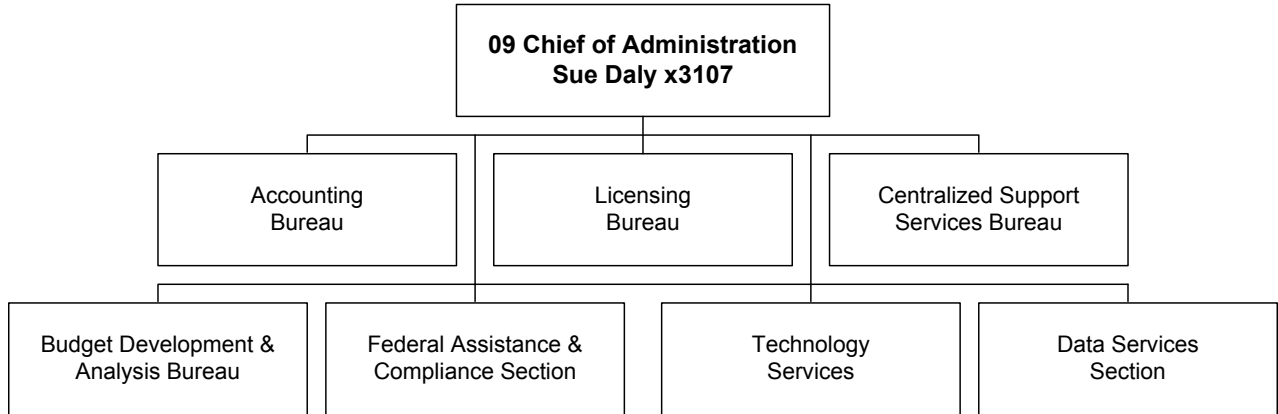 09 Chief of Administration
Sue Daly x3107
Accounting
Bureau
Licensing
Bureau
Centralized Support
Services Bureau
Budget Development &
Analysis Bureau
Federal Assistance &
Compliance Section
Technology
Services
Data Services
Section